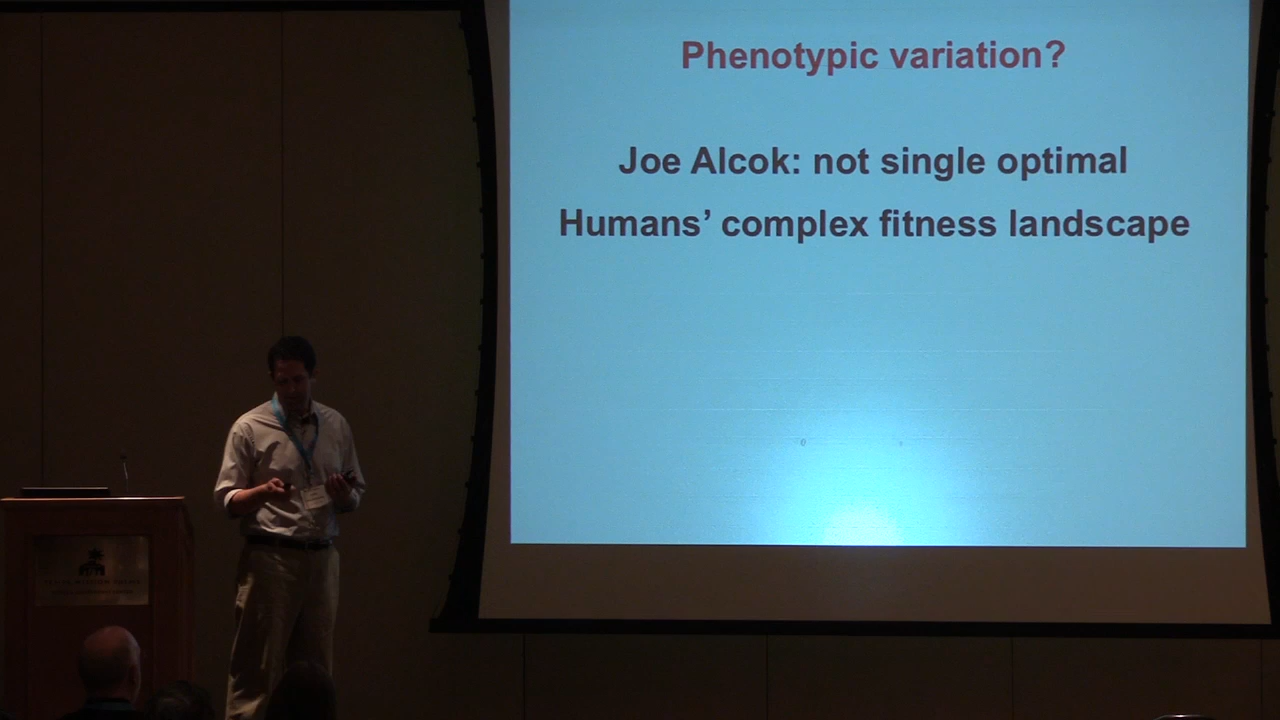 Phenotypic variation?
Joe Alcok: not single optimal
Humans’ complex fitness landscape